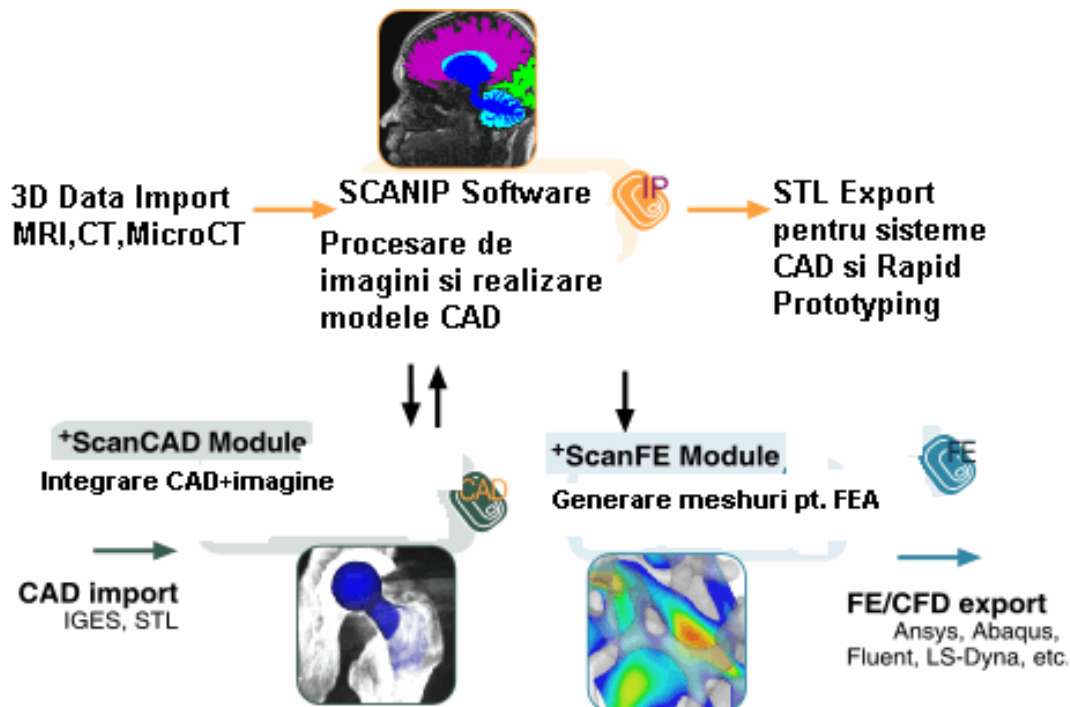 3D Data Import
MRI,CT,MicroCT
SCANIP Software
Procesare de
imagini si realizare
modele CAD
IP
STL Export
pentru sisteme
CAD si Rapid
Prototyping
+ScanCAD Module
Integrare CAD+imagine
CAD
CAD import
IGES, STL
+ScanFE Module
Generare meshuri pt. FEA
FE
FE/CFD export
Ansys, Abaqus,
Fluent, LS-Dyna, etc.